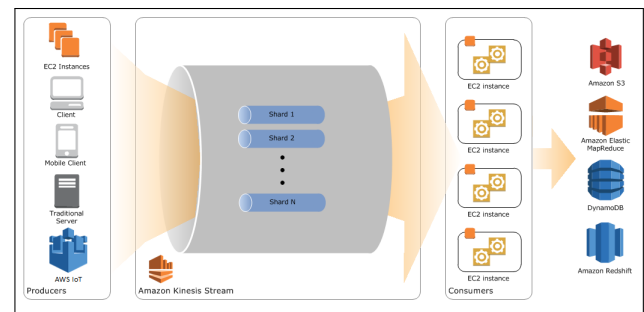 EC2 Instances
Client
Mobile Client
Traditional
Server
AWS IoT
Producers
Shard 1
Shard 2
Shard N
Amazon Kinesis Stream
EC2 instance
EC2 instance
EC2 instance
EC2 instance
Consumers
Amazon S3
Amazon Elastic
MapReduce
DynamoDB
Amazon Redshift